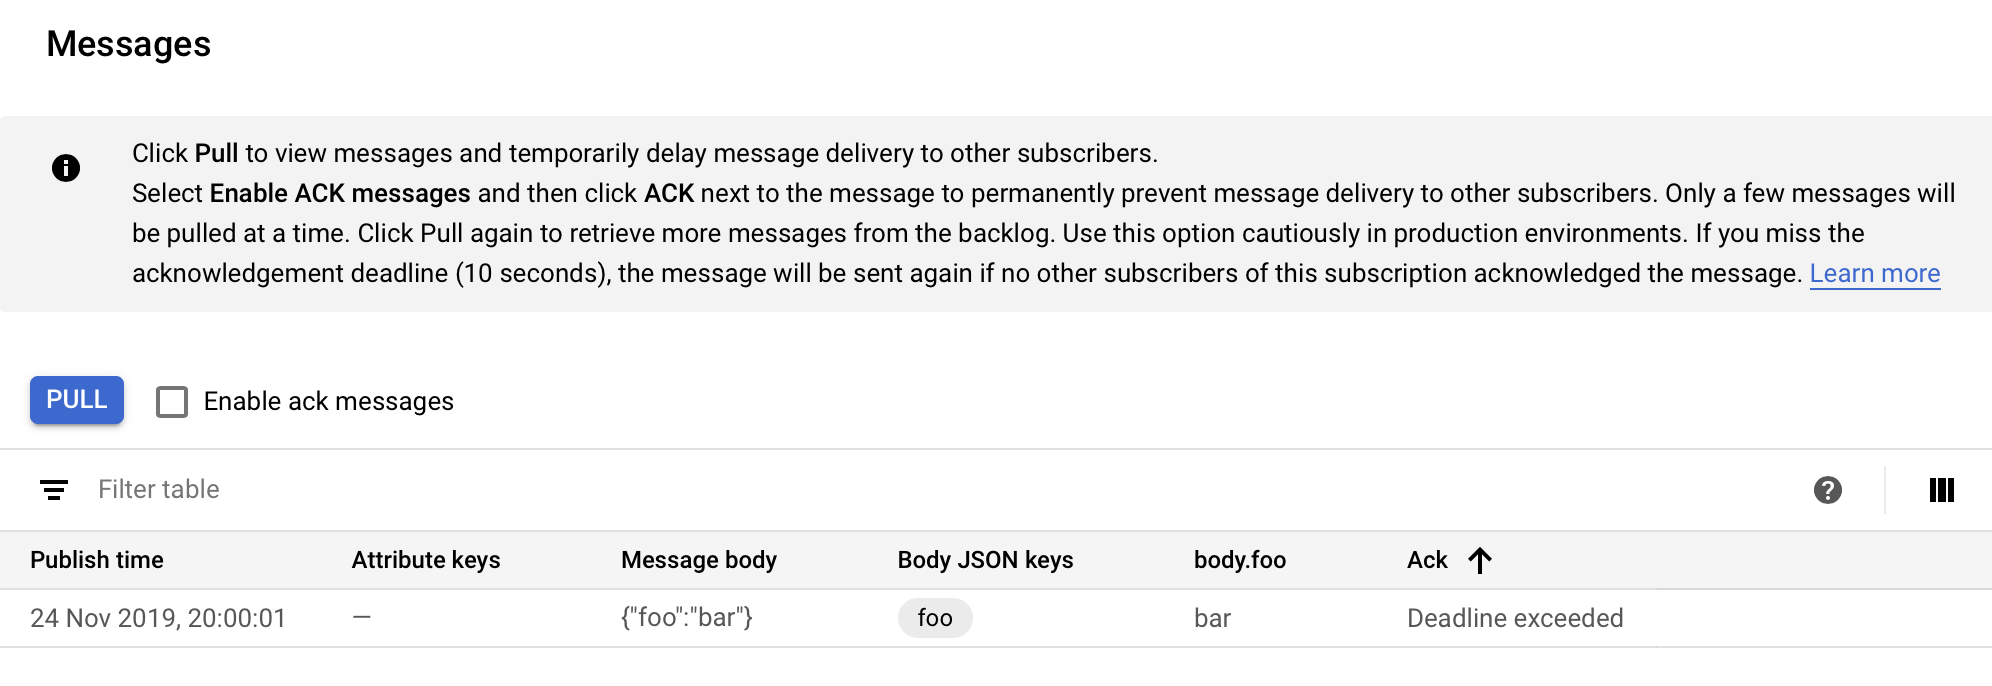 Messages
Click Pull to view messages and temporarily delay message delivery to other subscribers.
Select Enable ACK messages and then click ACK next to the message to permanently prevent message delivery to other subscribers. Only a few messages will
be pulled at a time. Click Pull again to retrieve more messages from the backlog. Use this option cautiously in production environments. If you miss the
acknowledgement deadline (10 seconds), the message will be sent again if no other subscribers of this subscription acknowledged the message. Learn more
PULL Enable ack messages
Filter table
Publish time Attribute keys Message body Body JSON keys body.foo Ack
24 Nov 2019, 20:00:01 — {"foo":"bar"} foo bar Deadline exceeded